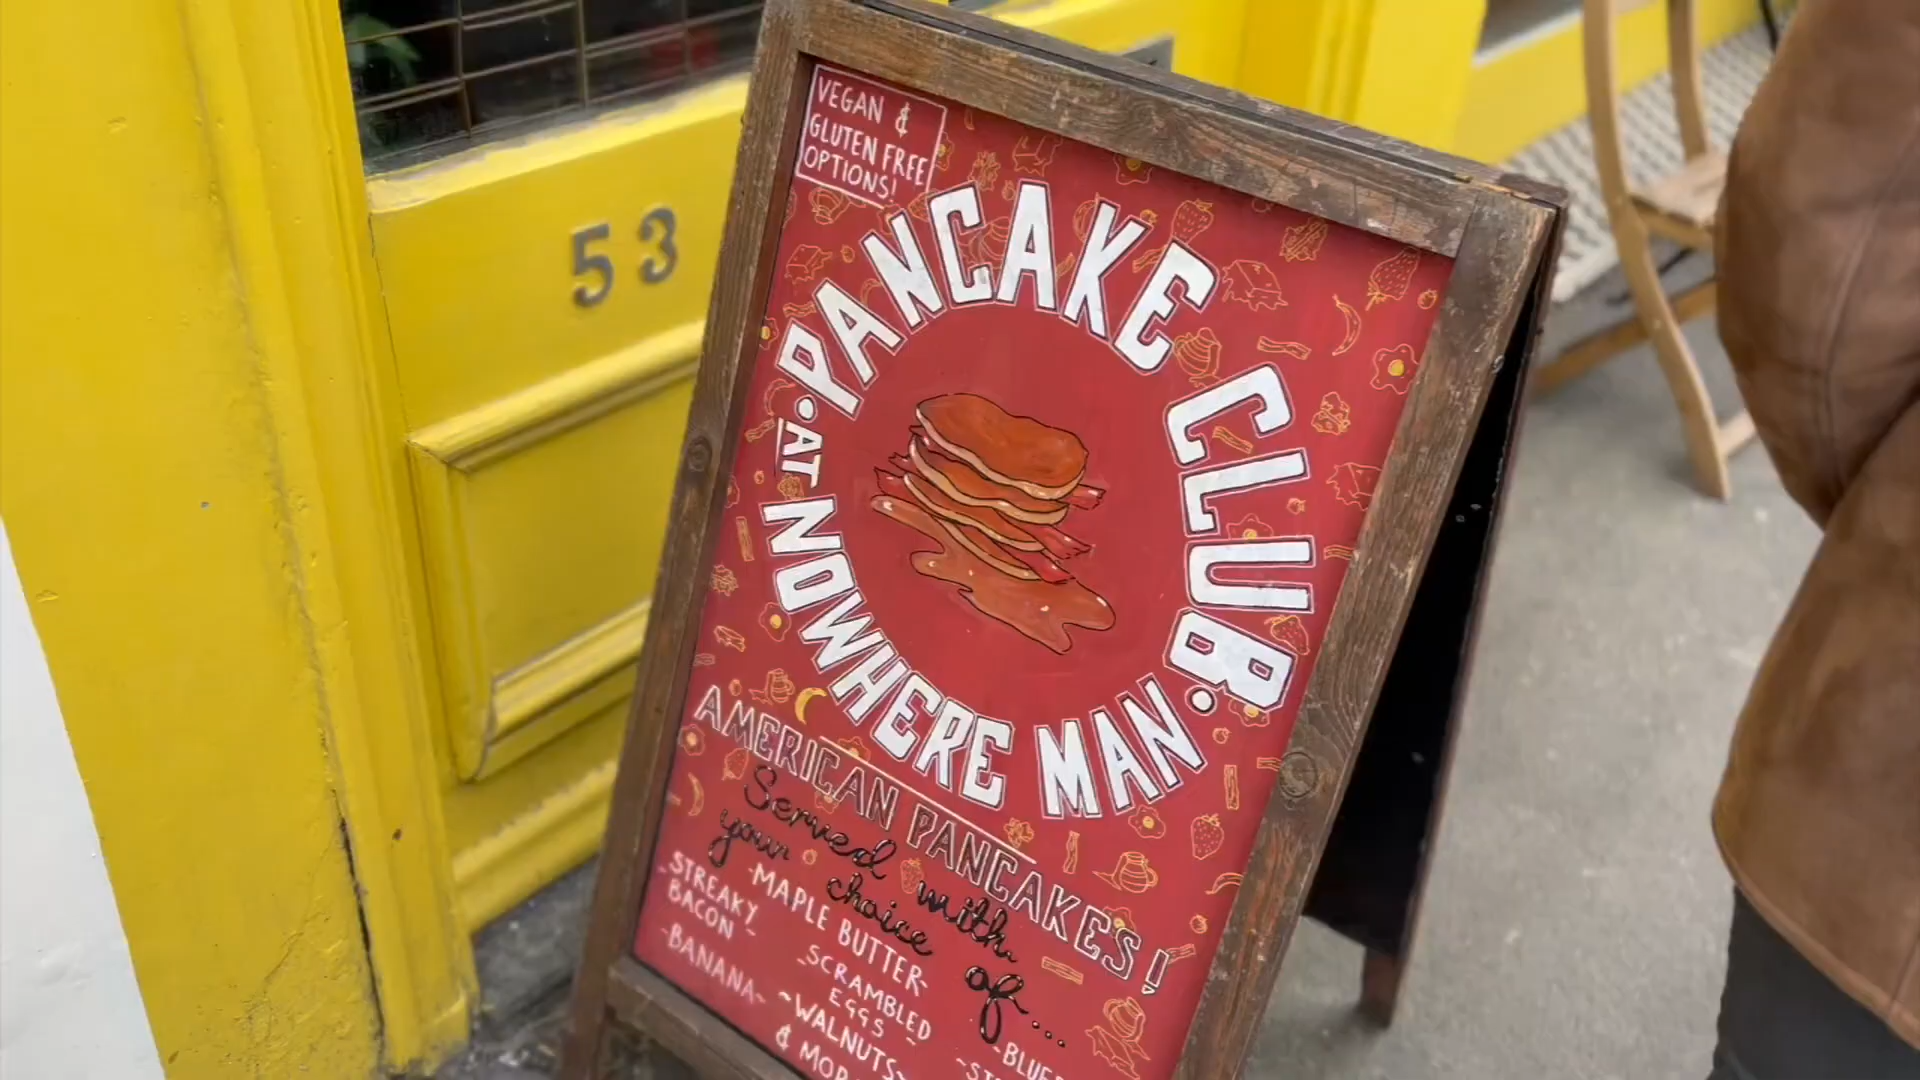 53
VEGAN &
GLUTEN FREE
OPTIONS!
PANCAKE CLUB
• AT NOWHERE MAN •
AMERICAN PANCAKES!
Served with
your choice of...
-STREAKY
BACON-
-MAPLE BUTTER-
-BANANA-
-SCRAMBLED
EGGS-
~WALNUTS~
& MOR